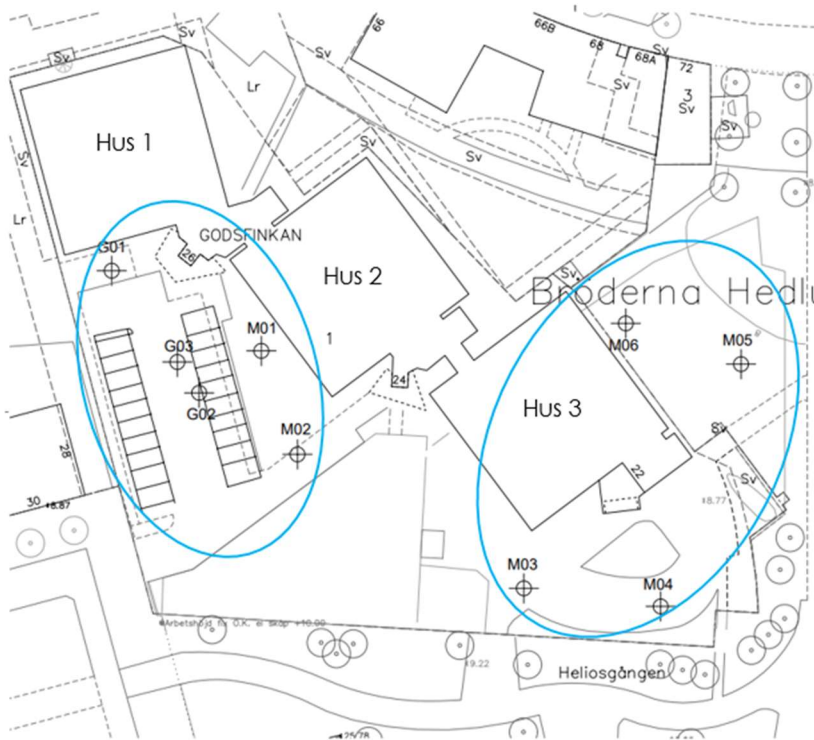 66B
68
68A
72
66
3
Sv
Sv
Sv
Sv
Sv
Sv
Sv
Sv
Sv
Lr
Hus 1
Sv
Lr
GODSFINKAN
26
G01
Hus 2
1
Sv
Broderna Hedlu
M01
M06
M05
G03
G02
24
Hus 3
M02
Sv
28
22
Sv
30
M03
M04
9.22
Heliosgången